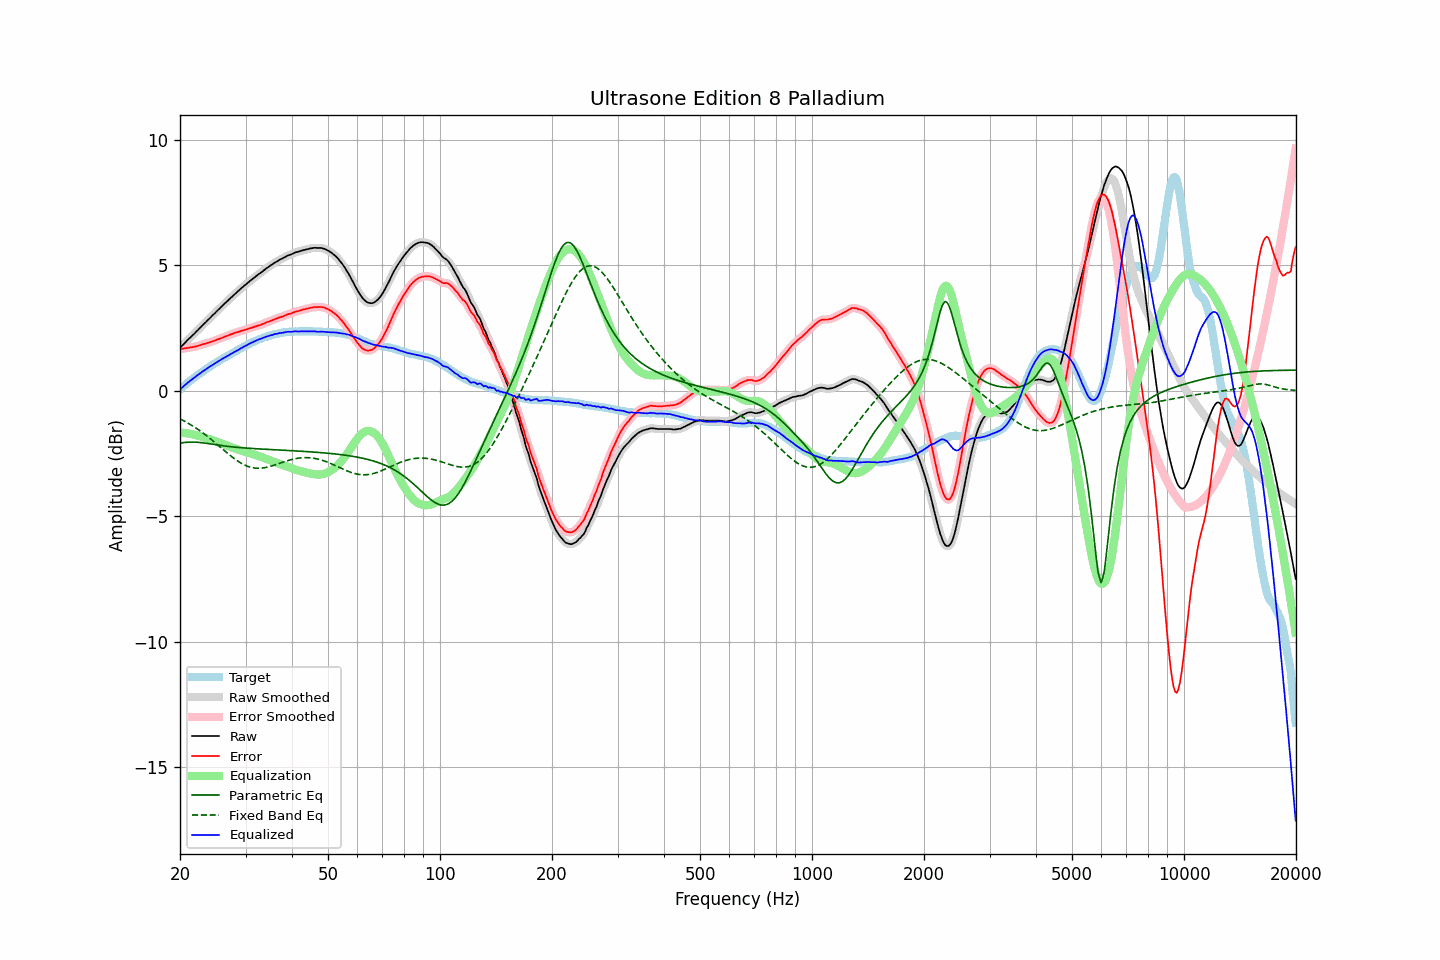 Ultrasone Edition 8 Palladium
Amplitude (dBr)
10
5
0
−5
−10
−15
Target
Raw Smoothed
Error Smoothed
Raw
Error
Equalization
Parametric Eq
Fixed Band Eq
Equalized
20 50 100 200 500 1000 2000 5000 10000 20000
Frequency (Hz)